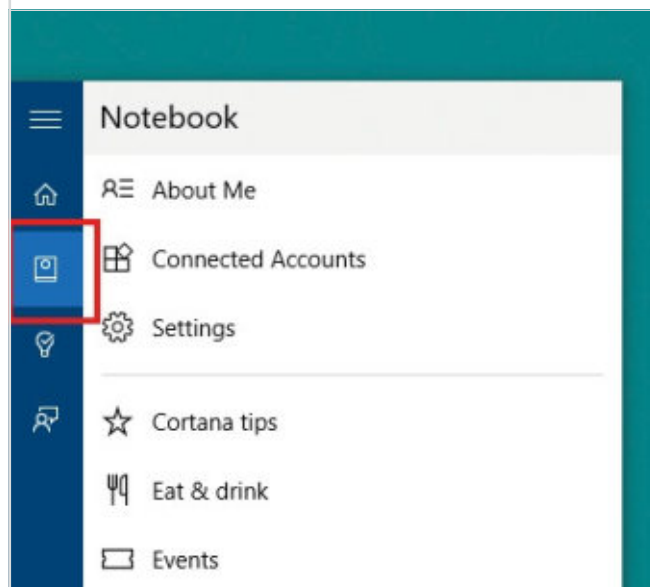 Notebook
About Me
Connected Accounts
Settings
Cortana tips
Eat & drink
Events